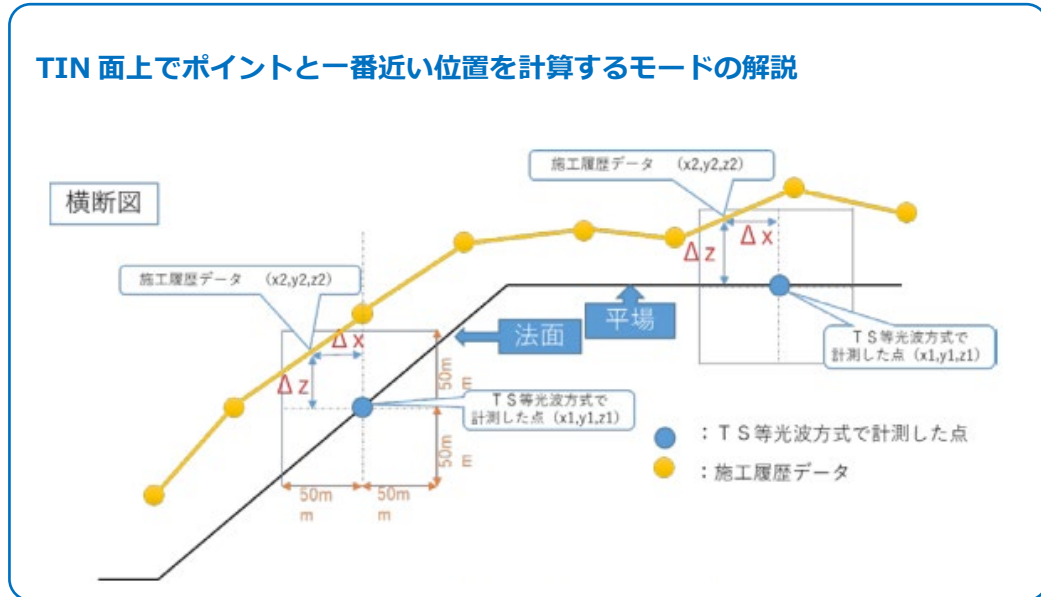 TIN 面上でポイントと一番近い位置を計算するモードの解説
施工履歴データ (x2,y2,z2)
横断図
Δx
Δz
施工履歴データ (x2,y2,z2)
平場
法面
ＴＳ等光波方式で
計測した点 (x1,y1,z1)
Δx
Δz
50m
m
ＴＳ等光波方式で
計測した点 (x1,y1,z1)
50m
m
：ＴＳ等光波方式で計測した点
：施工履歴データ
50m
m
50m
m